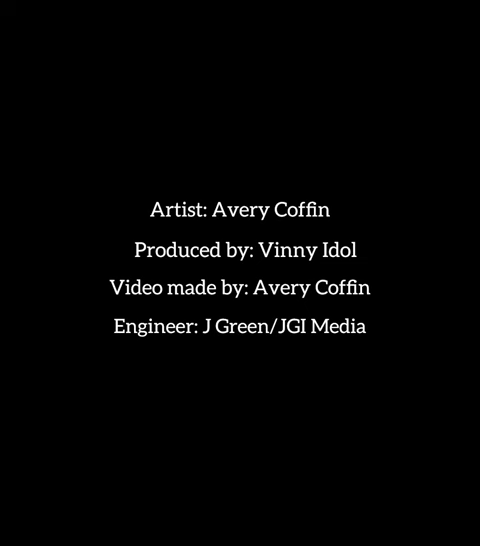 Artist: Avery Coffin
Produced by: Vinny Idol
Video made by: Avery Coffin
Engineer: J Green/JGI Media